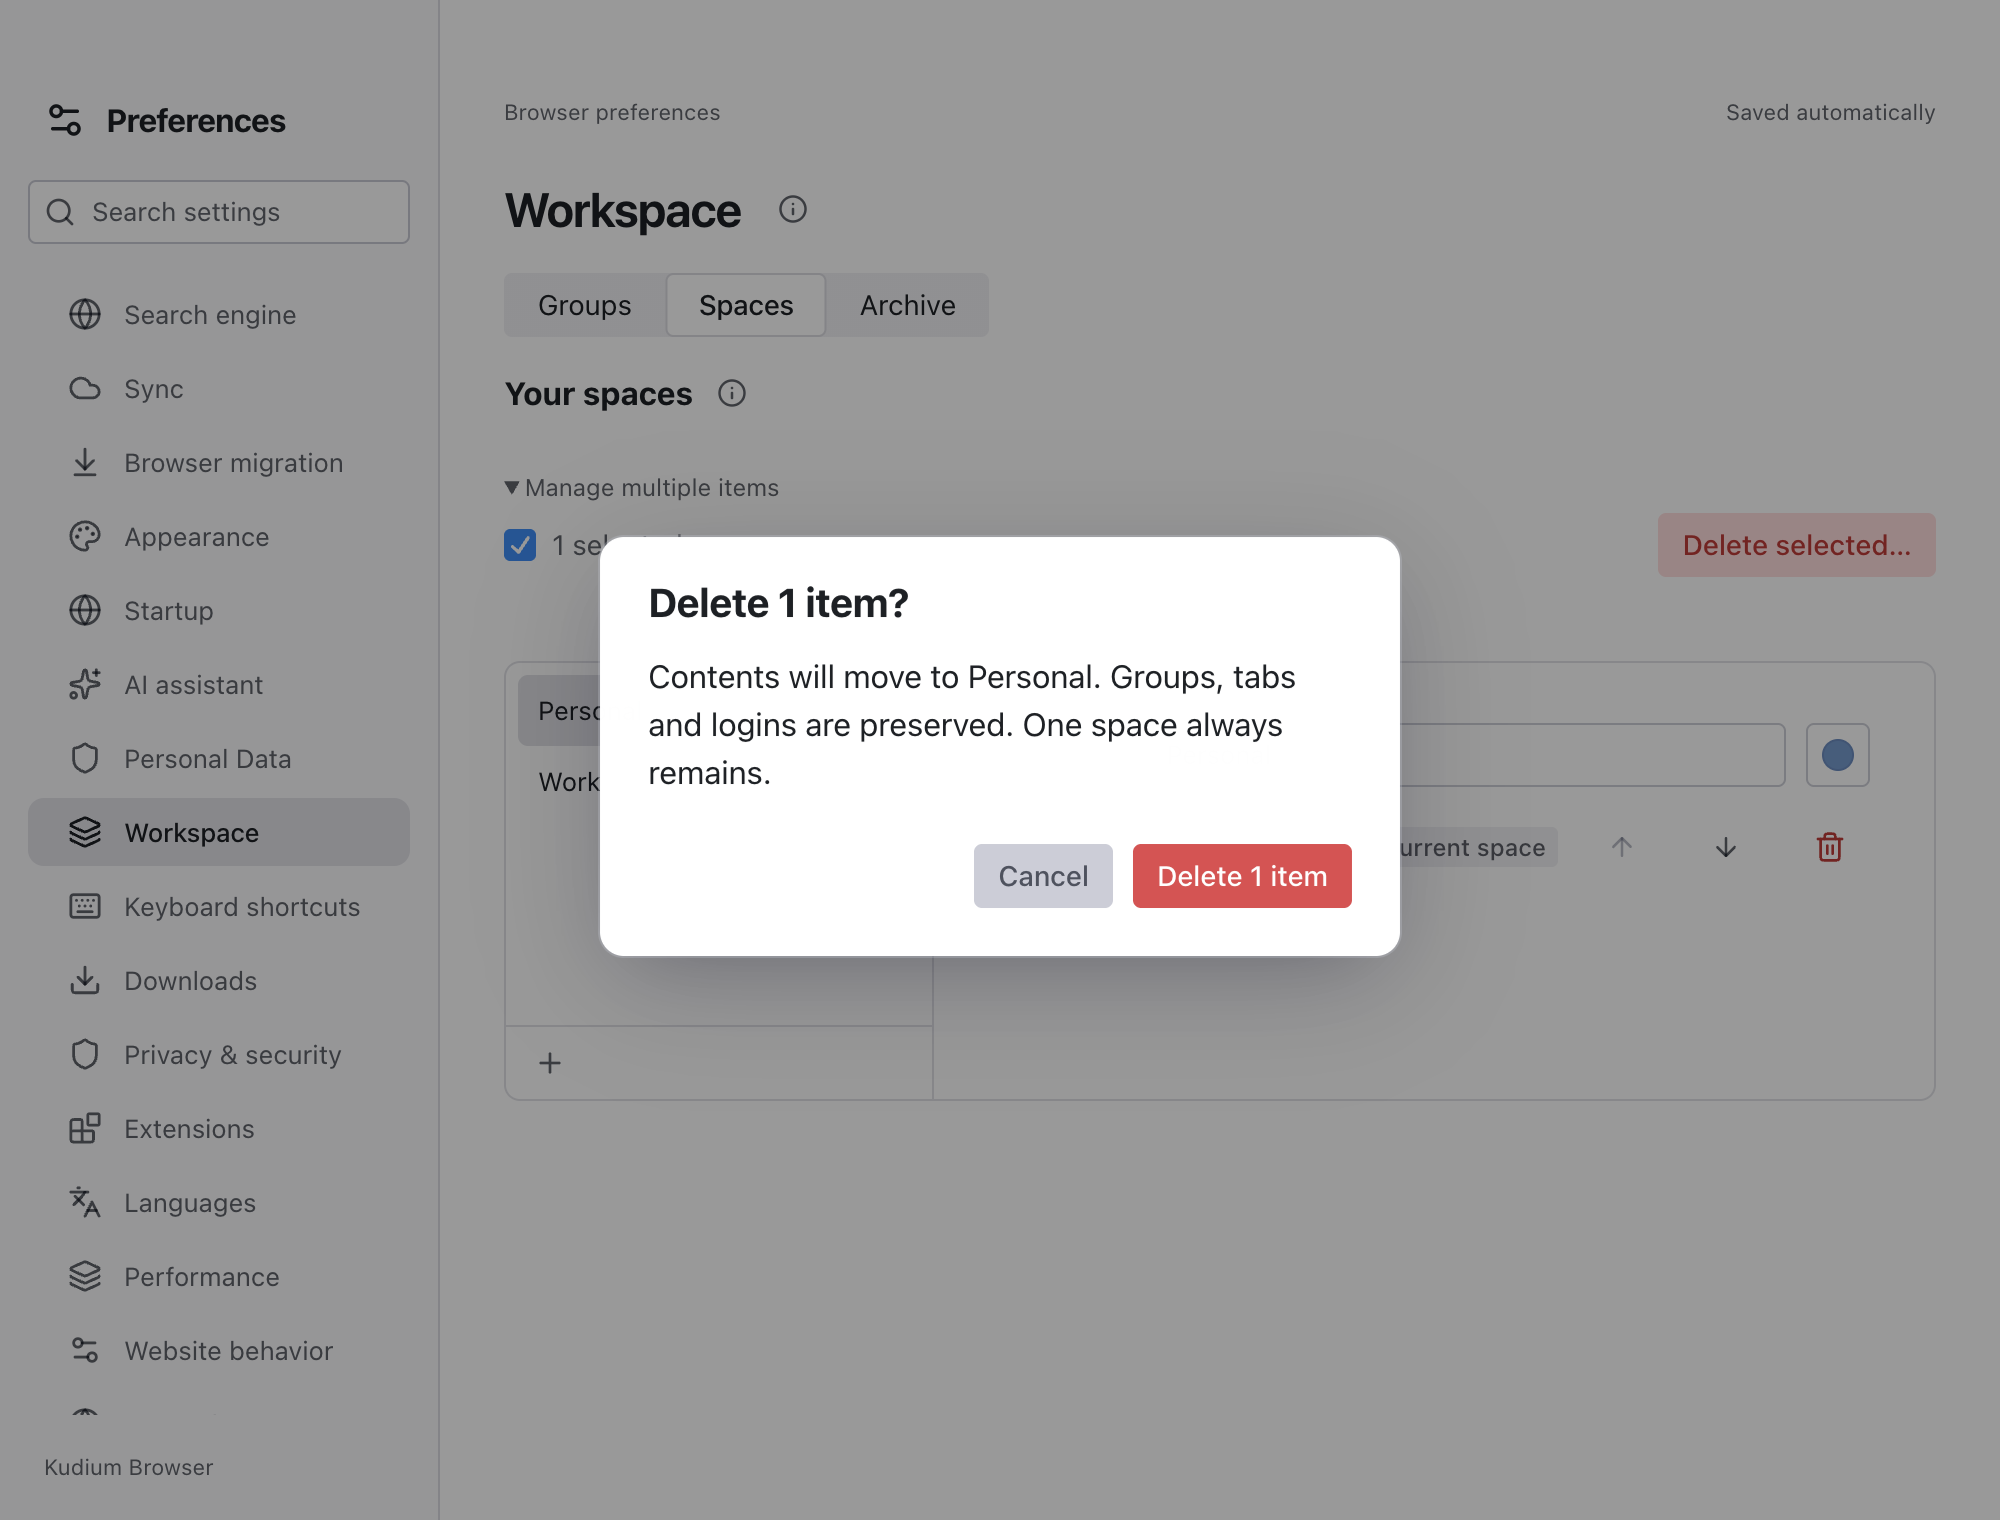 Preferences
Search settings
Search engine
Sync
Browser migration
Appearance
Startup
AI assistant
Personal Data
Workspace
Keyboard shortcuts
Downloads
Privacy & security
Extensions
Languages
Performance
Website behavior
Kudium Browser
Browser preferences
Saved automatically
Workspace
Groups Spaces Archive
Your spaces
Manage multiple items
1
Delete selected...
Work
space
Delete 1 item?
Contents will move to Personal. Groups, tabs
and logins are preserved. One space always
remains.
Cancel Delete 1 item